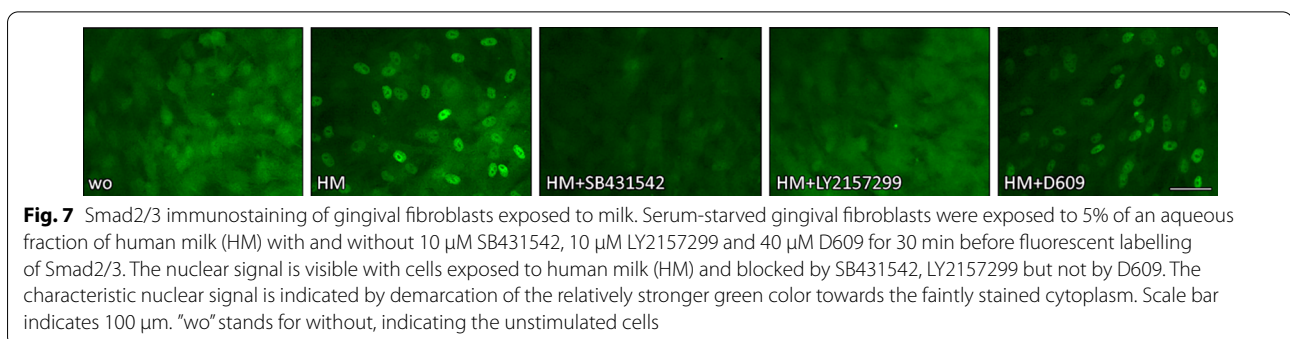 wo
HM
HM+SB431542
HM+LY2157299
HM+D609
Fig. 7 Smad2/3 immunostaining of gingival fibroblasts exposed to milk. Serum-starved gingival fibroblasts were exposed to 5% of an aqueous
fraction of human milk (HM) with and without 10 μM SB431542, 10 μM LY2157299 and 40 μM D609 for 30 min before fluorescent labelling
of Smad2/3. The nuclear signal is visible with cells exposed to human milk (HM) and blocked by SB431542, LY2157299 but not by D609. The
characteristic nuclear signal is indicated by demarcation of the relatively stronger green color towards the faintly stained cytoplasm. Scale bar
indicates 100 μm. "wo" stands for without, indicating the unstimulated cells